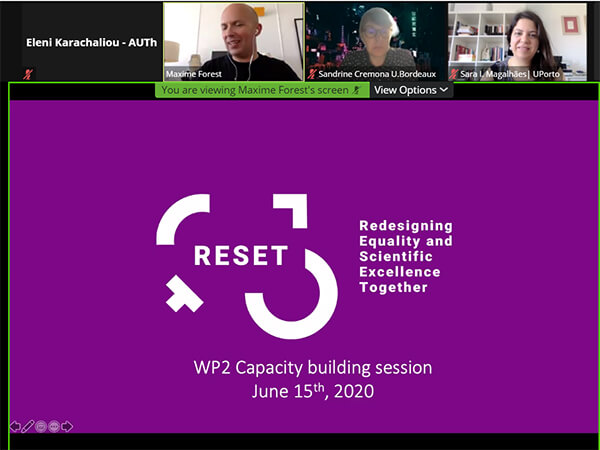 Eleni Karachaliou - AUTh
Maxime Forest
Sandrine Cremona U.Bordeaux
Sara I. Magalhães| UPorto
You are viewing Maxime Forest's screen
View Options
RESET
Redesigning
Equality and
Scientific
Excellence
Together
WP2 Capacity building session
June 15th, 2020